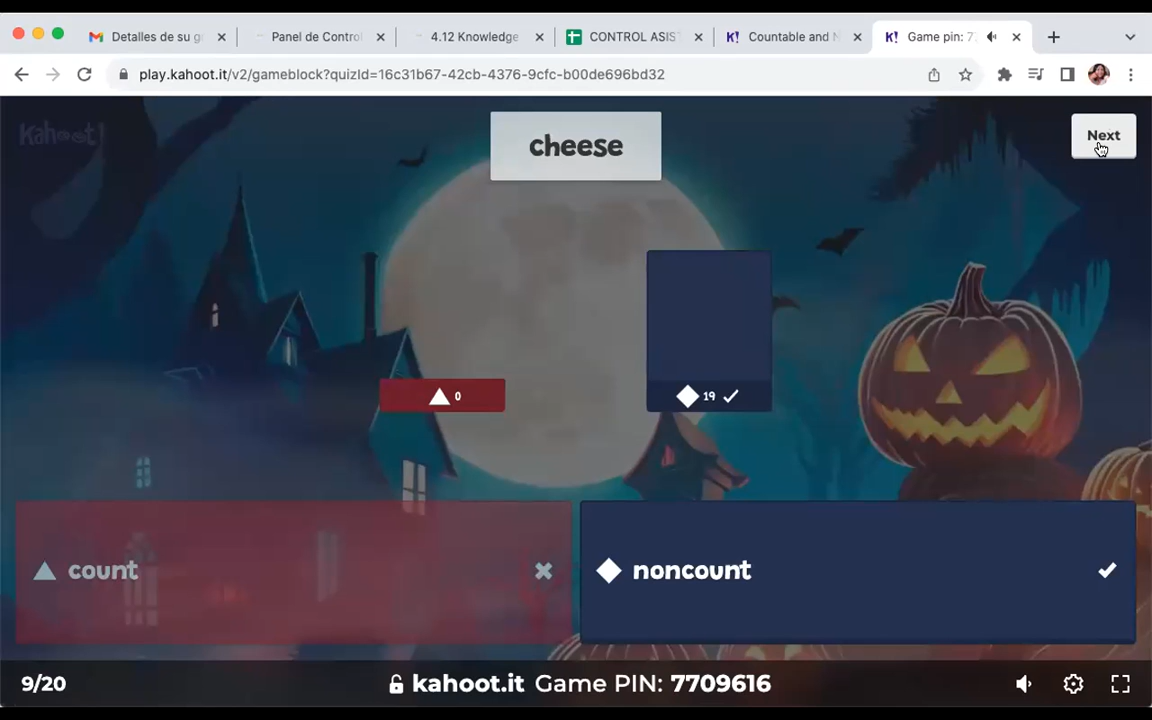 Detalles de su g
Panel de Contro
4.12 Knowledge
CONTROL ASIS
K! Countable and N
K! Game pin: 7
play.kahoot.it/v2/gameblock?quizId=16c31b67-42cb-4376-9cfc-b00de696bd32
Kahoot!
cheese
Next
0
19
count
noncount
9/20
kahoot.it Game PIN: 7709616